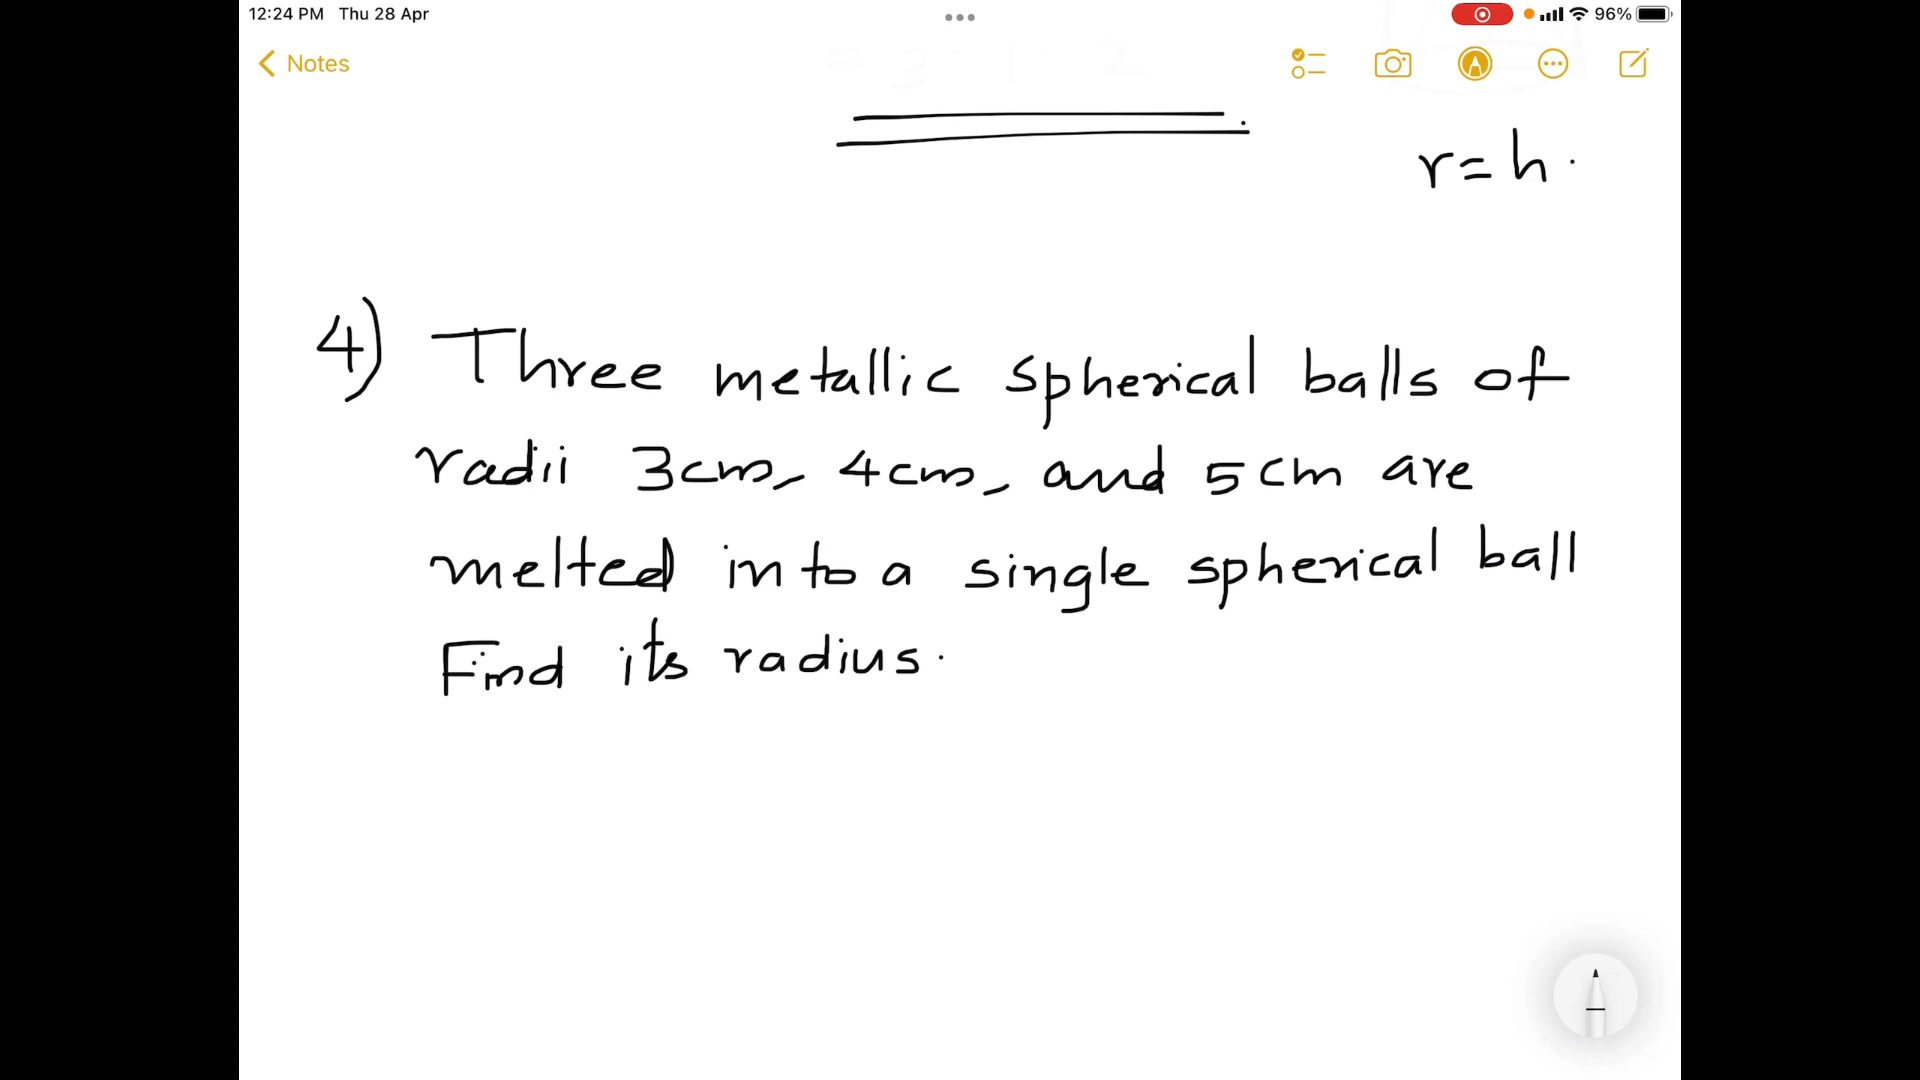 12:24 PM Thu 28 Apr
96%
Notes
r=h.
4) Three metallic spherical balls of
radii 3cm, 4cm, and 5cm are
melted into a single spherical ball
Find its radius.